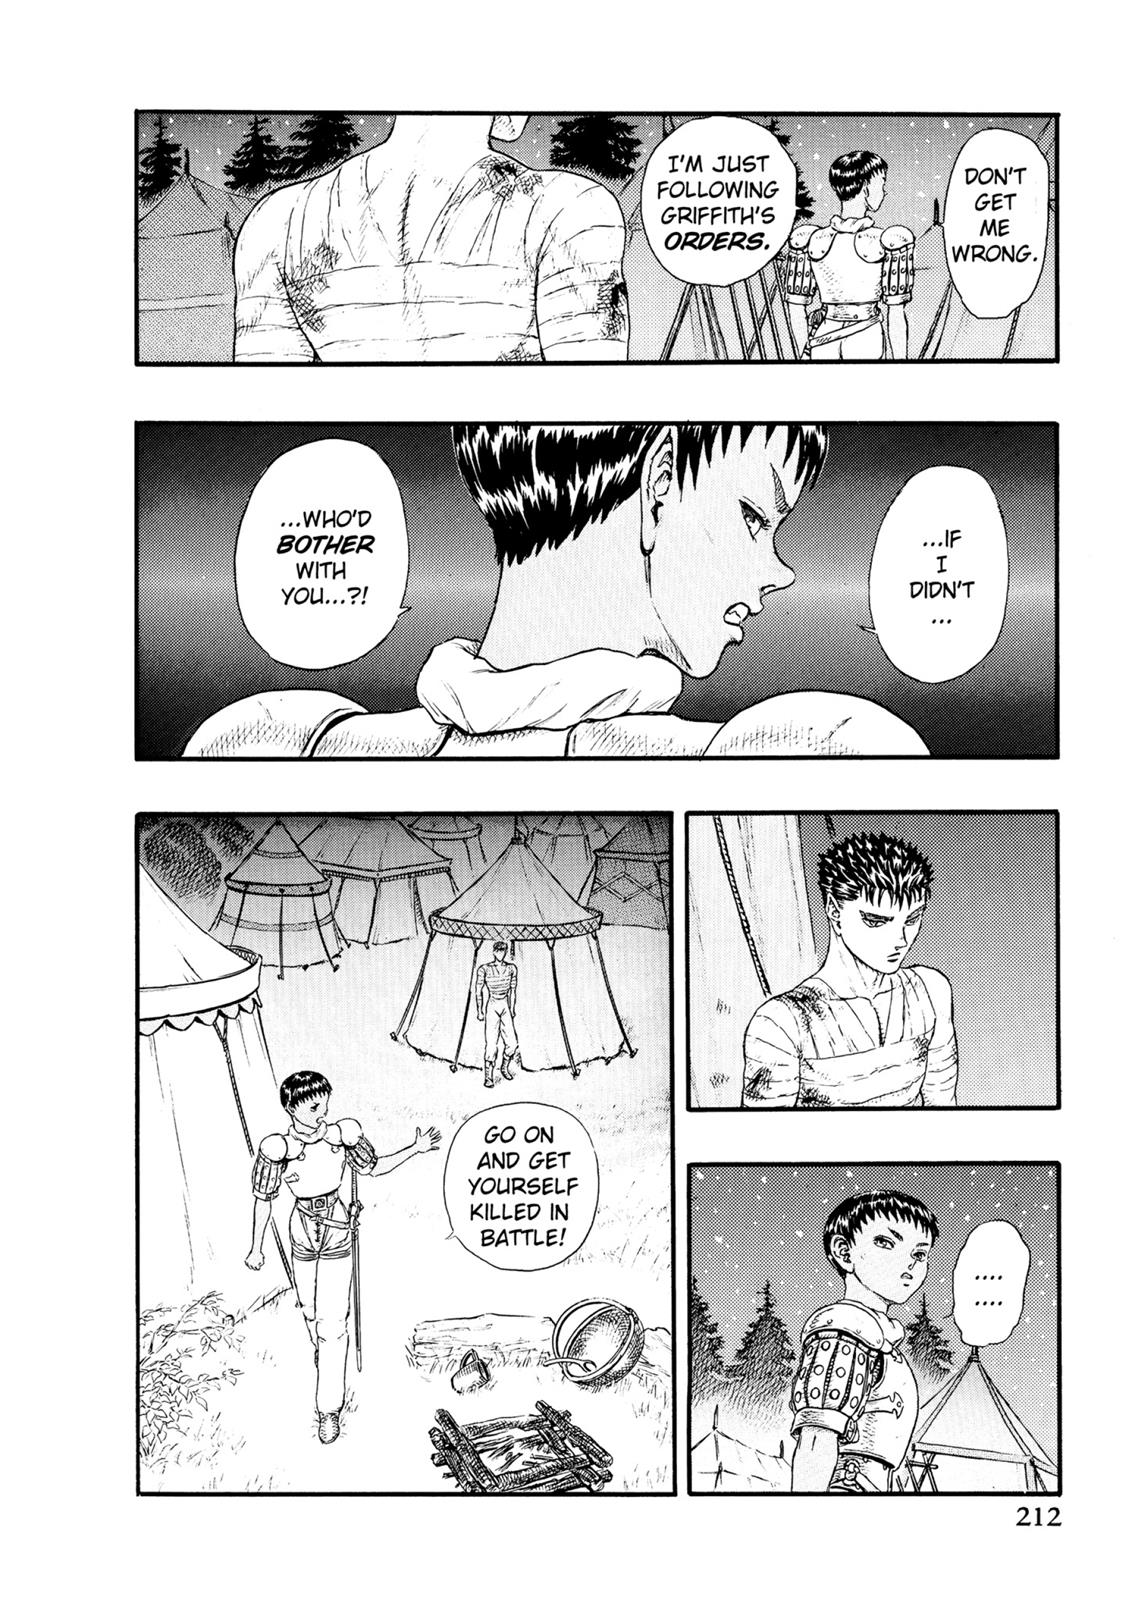 DON'T
GET
ME
WRONG.
I'M JUST
FOLLOWING
GRIFFITH'S
ORDERS.
...IF
I
DIDN'T
...
...WHO'D
BOTHER
WITH
YOU...?!
....
....
GO ON
AND GET
YOURSELF
KILLED IN
BATTLE!
212